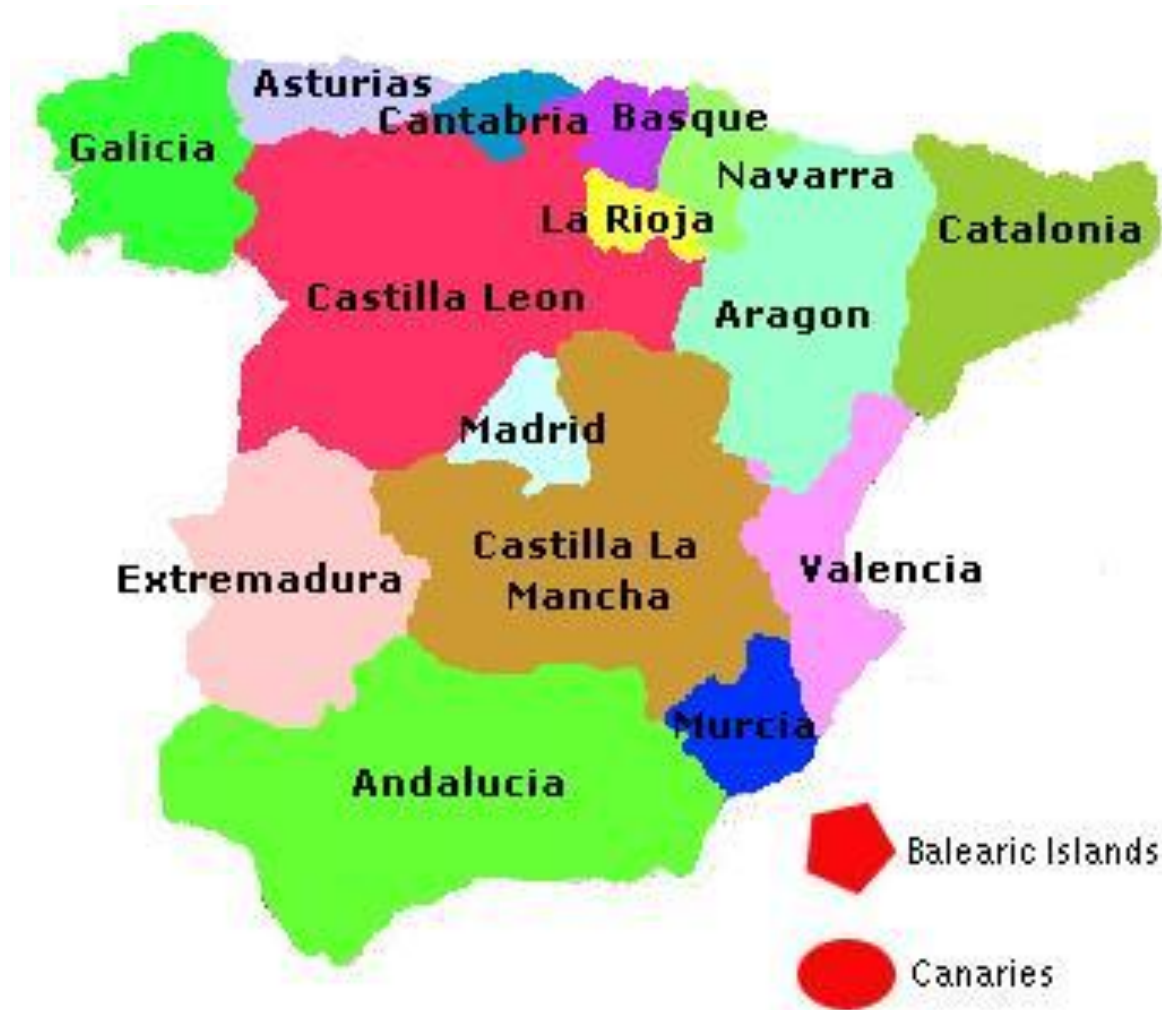 Asturias
Cantabria
Basque
Galicia
Navarra
La Rioja
Catalonia
Castilla Leon
Aragon
Madrid
Castilla La
Mancha
Extremadura
Valencia
Murcia
Andalucia
Balearic Islands
Canaries